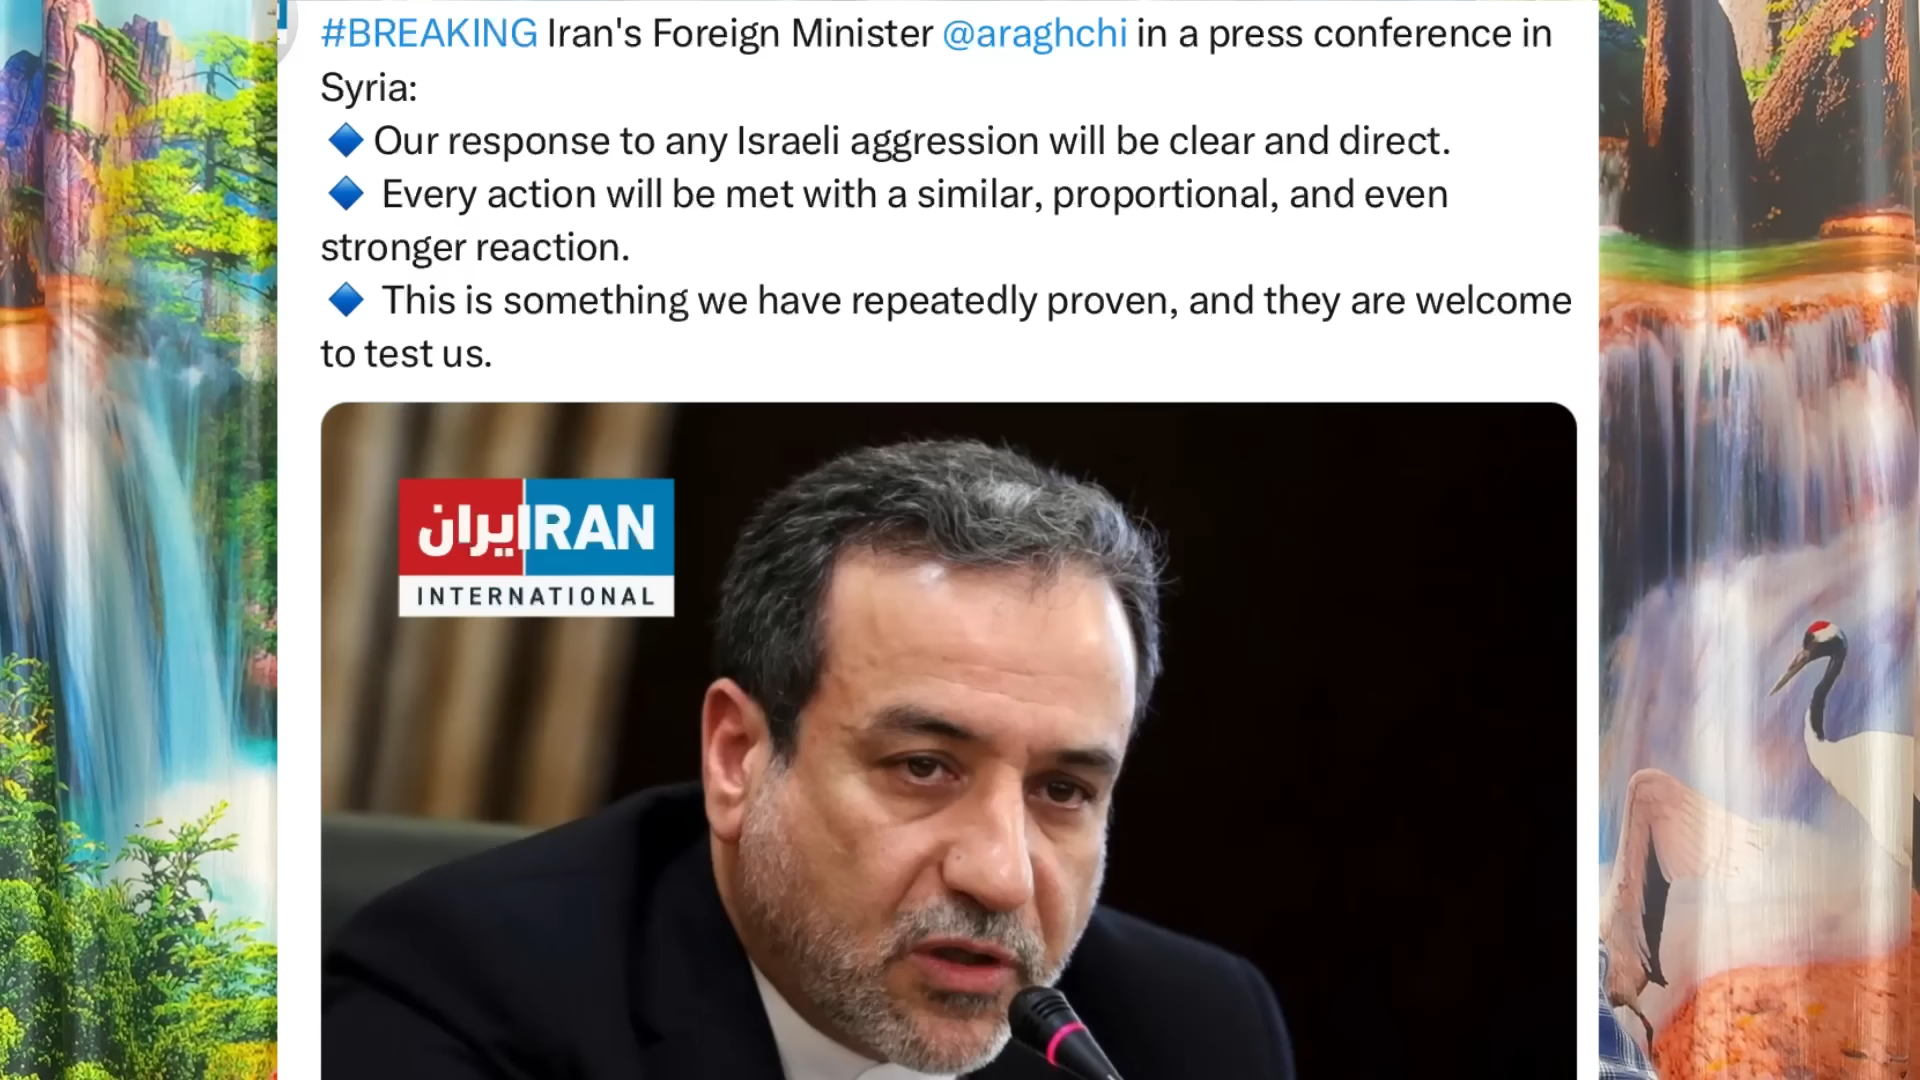 #BREAKING Iran's Foreign Minister @araghchi in a press conference in
Syria:
🔷 Our response to any Israeli aggression will be clear and direct.
🔷 Every action will be met with a similar, proportional, and even
stronger reaction.
🔷 This is something we have repeatedly proven, and they are welcome
to test us.
ایران IRAN
INTERNATIONAL